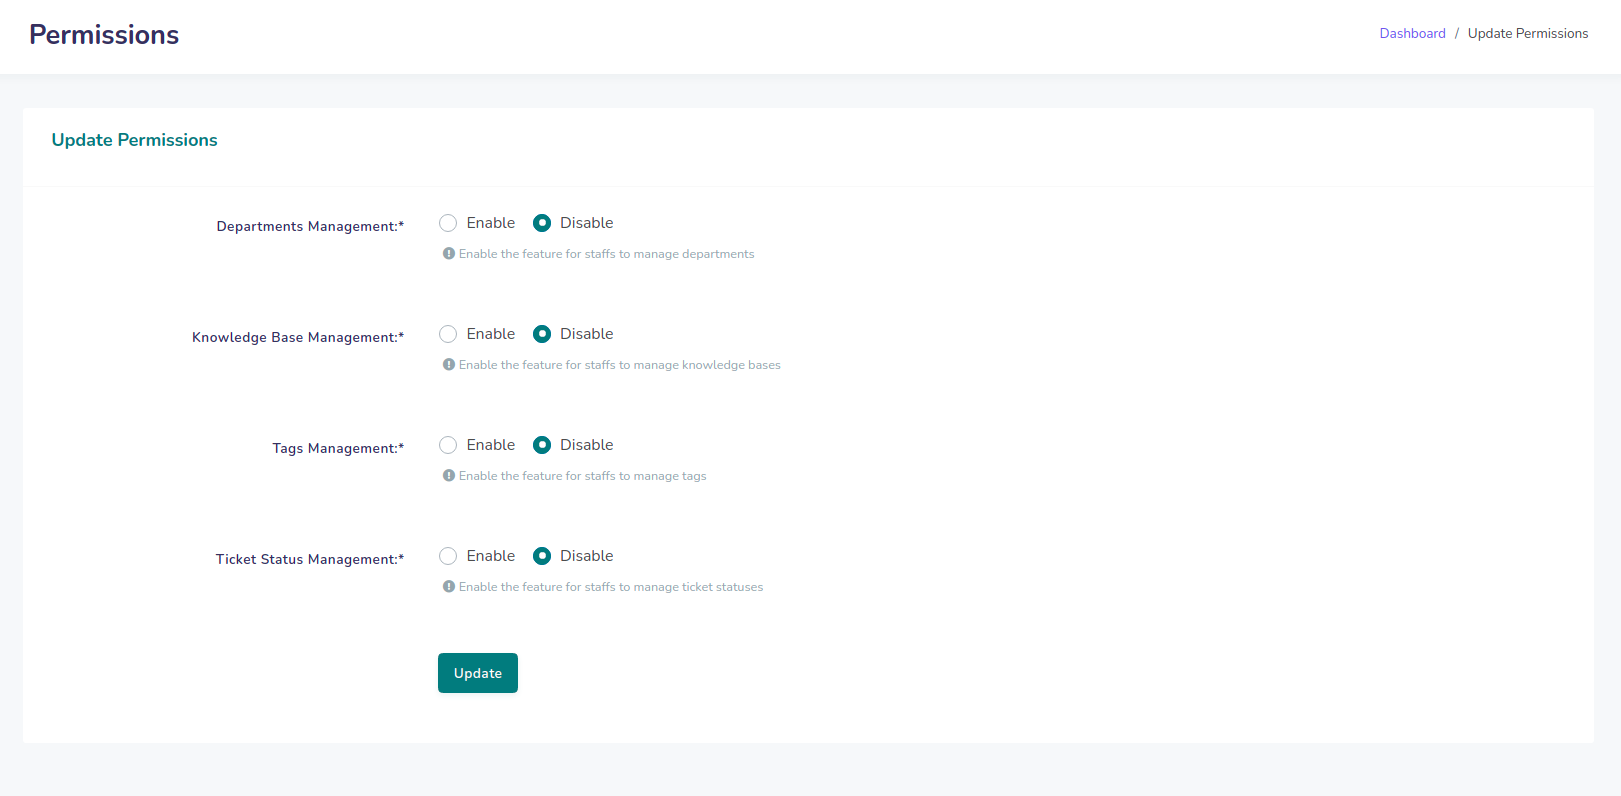 Permissions
Dashboard / Update Permissions
Update Permissions
Departments Management:* Enable Disable
Enable the feature for staffs to manage departments
Knowledge Base Management:* Enable Disable
Enable the feature for staffs to manage knowledge bases
Tags Management:* Enable Disable
Enable the feature for staffs to manage tags
Ticket Status Management:* Enable Disable
Enable the feature for staffs to manage ticket statuses
Update